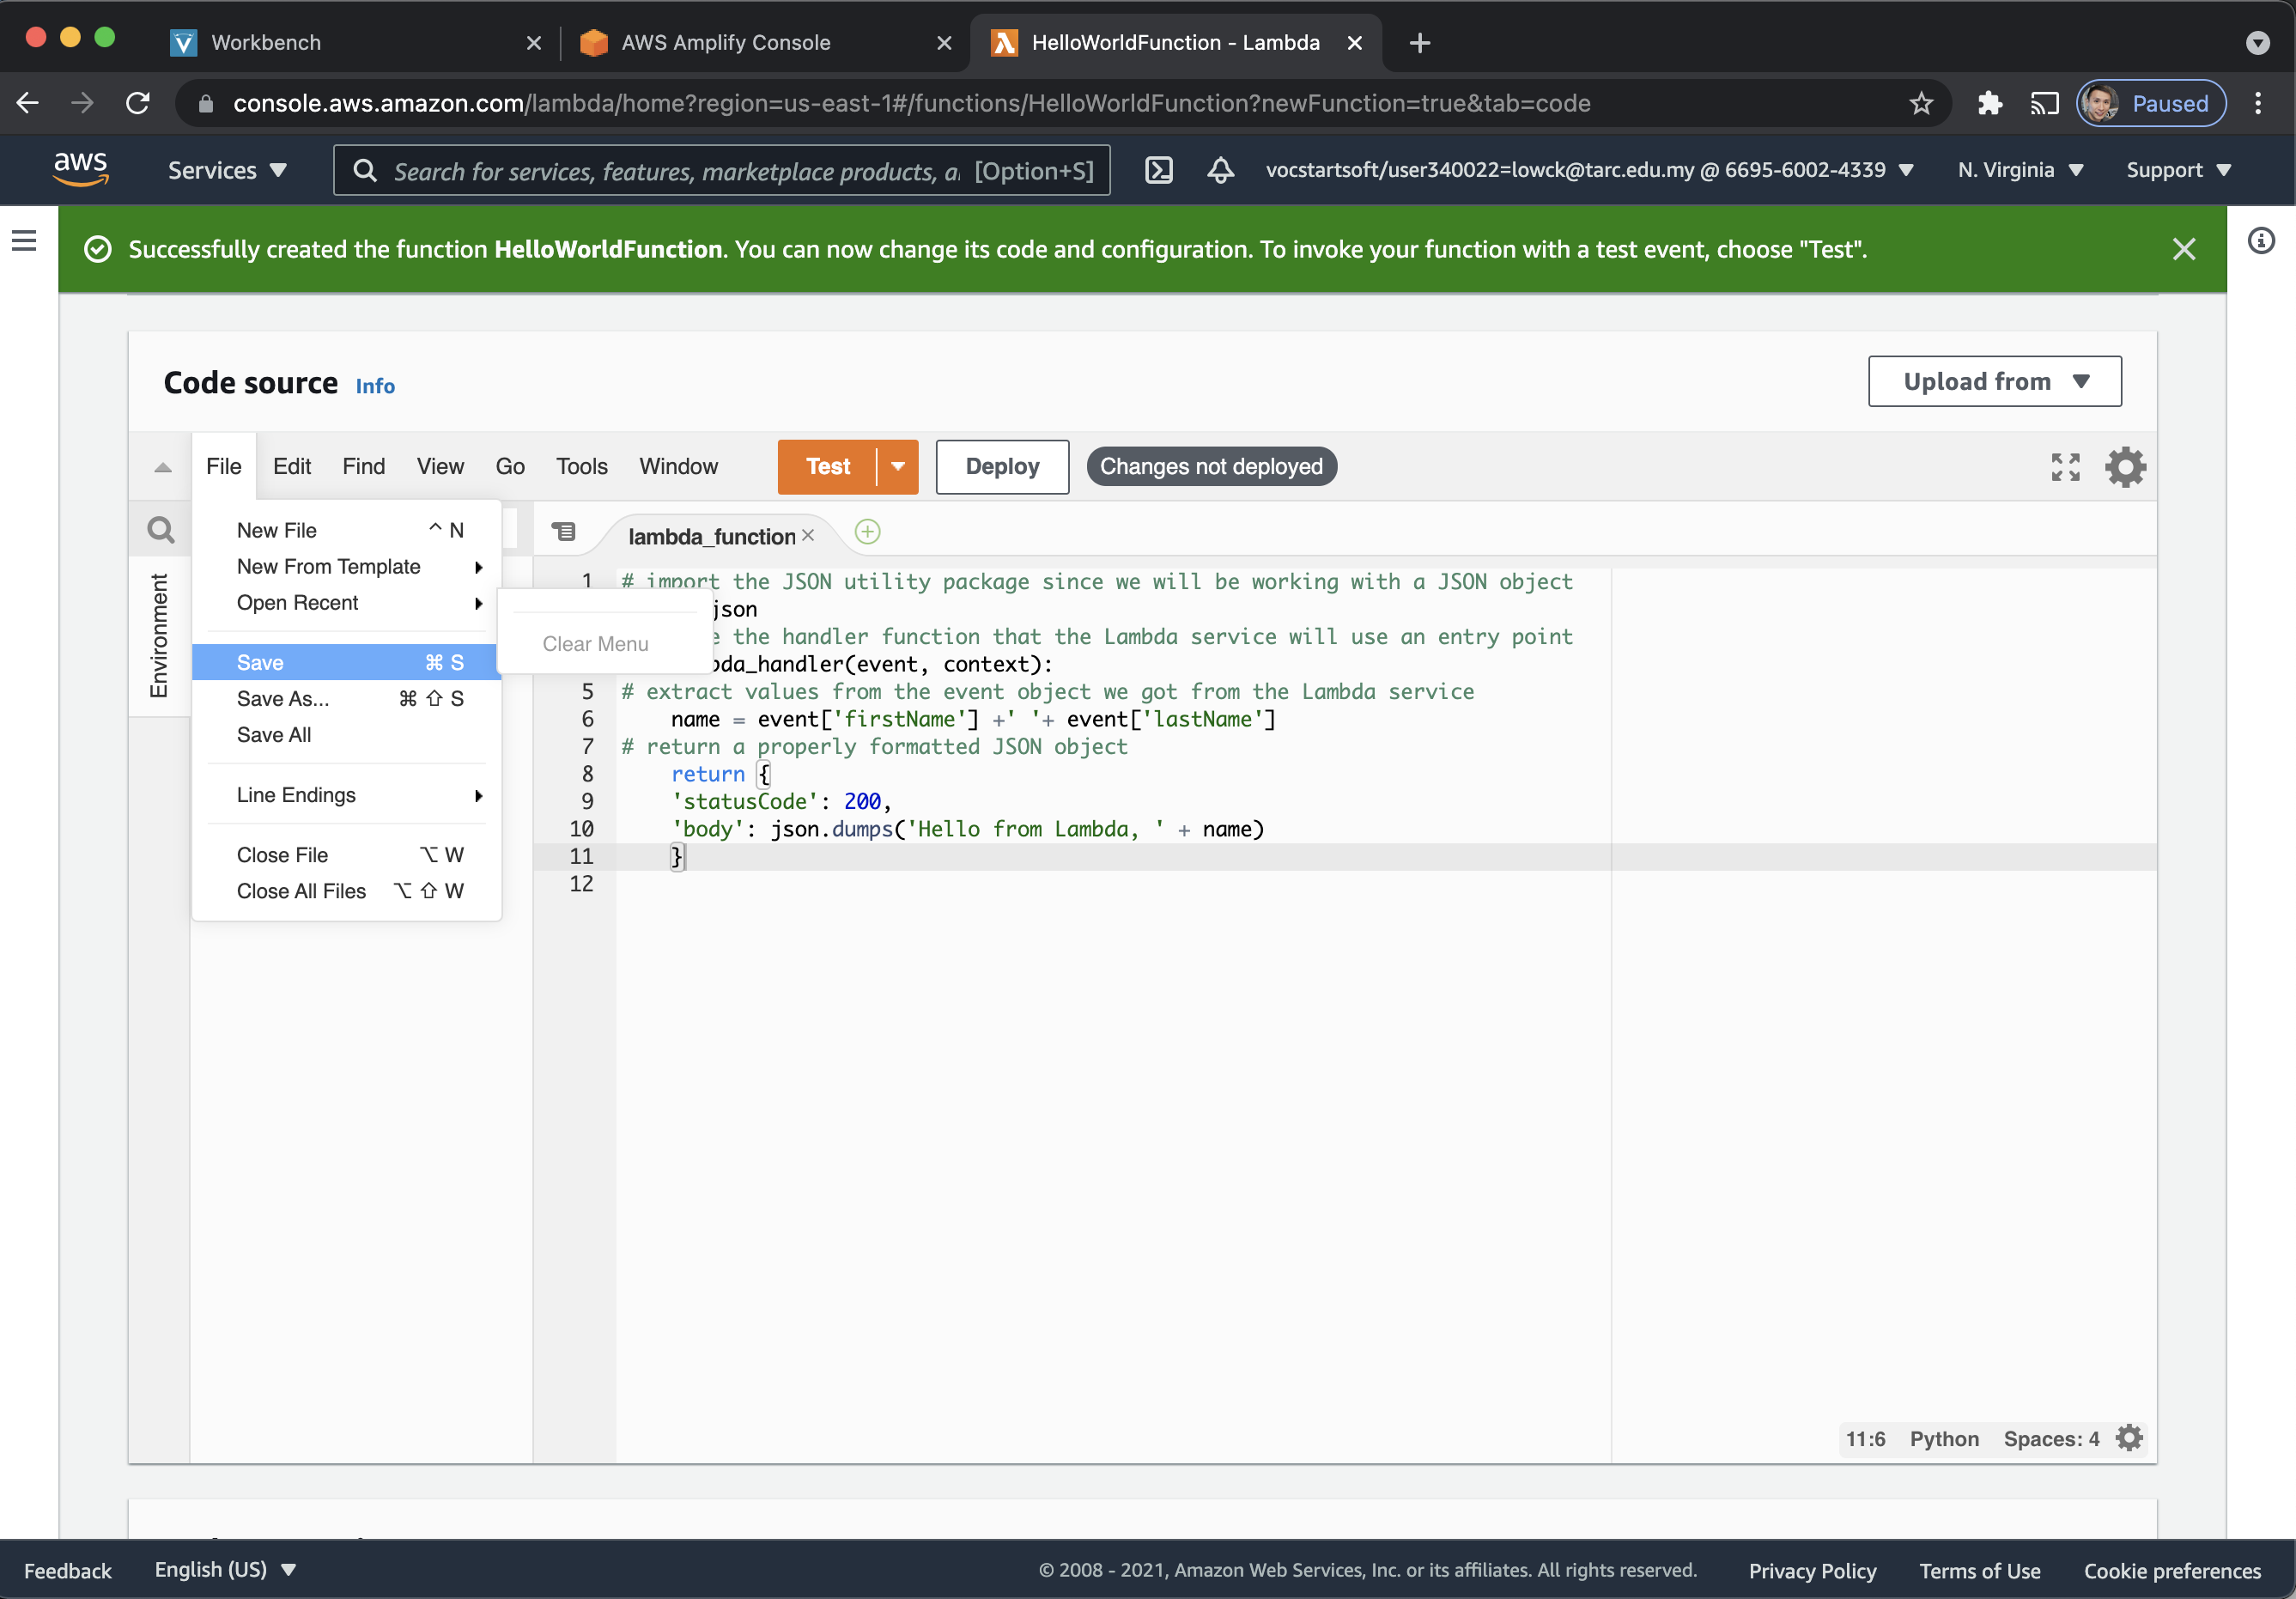 Workbench
AWS Amplify Console
HelloWorldFunction - Lambda
console.aws.amazon.com/lambda/home?region=us-east-1#/functions/HelloWorldFunction?newFunction=true&tab=code
Paused
aws
Services
Search for services, features, marketplace products, a [Option+S]
vocstartsoft/user340022=lowck@tarc.edu.my @ 6695-6002-4339
N. Virginia
Support
Successfully created the function HelloWorldFunction. You can now change its code and configuration. To invoke your function with a test event, choose "Test".
Code source Info
Upload from
File Edit Find View Go Tools Window
Test
Deploy
Changes not deployed
New File ^ N
New From Template
Open Recent
Clear Menu
Save ⌘ S
Save As... ⌘ ⇧ S
Save All
Line Endings
Close File ⌥ W
Close All Files ⌥ ⇧ W
Environment
lambda_function
1 # import the JSON utility package since we will be working with a JSON object
json
e the handler function that the Lambda service will use an entry point
bda_handler(event, context):
5 # extract values from the event object we got from the Lambda service
6 name = event['firstName'] +' '+ event['lastName']
7 # return a properly formatted JSON object
8 return {
9 'statusCode': 200,
10 'body': json.dumps('Hello from Lambda, ' + name)
11 }
12
11:6 Python Spaces: 4
Feedback
English (US)
© 2008 - 2021, Amazon Web Services, Inc. or its affiliates. All rights reserved.
Privacy Policy
Terms of Use
Cookie preferences